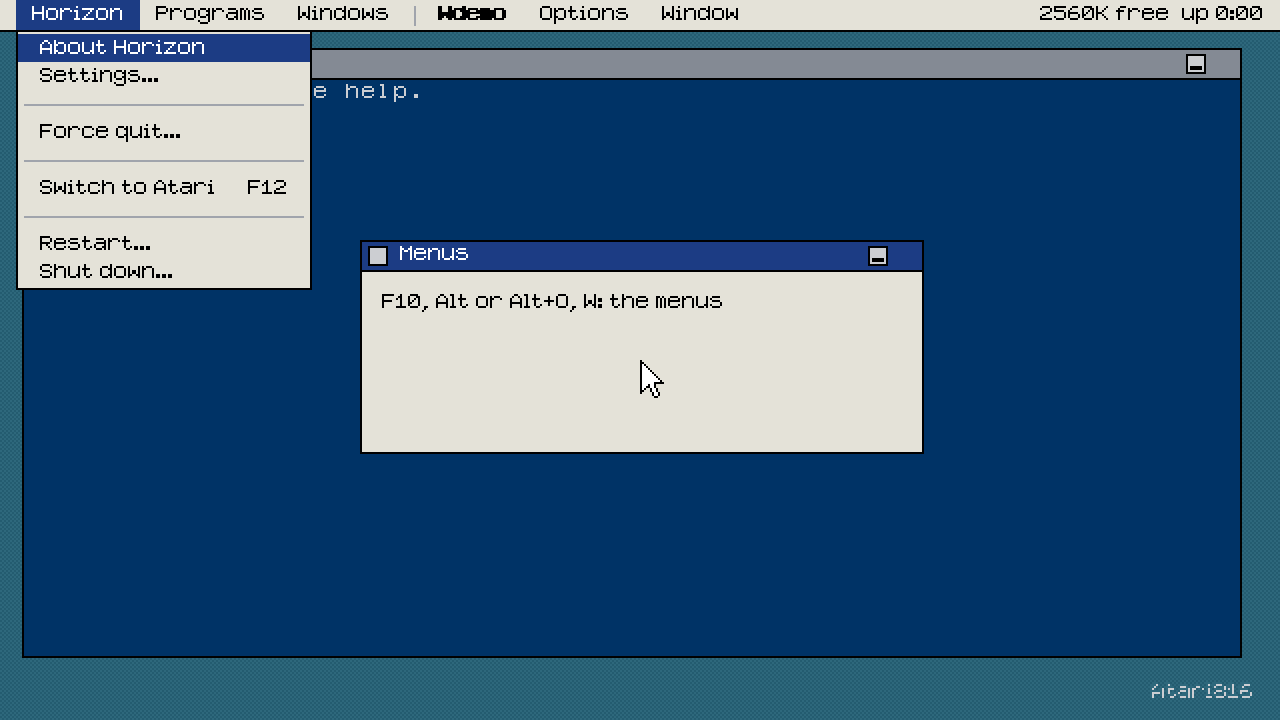 Horizon Programs Windows | Wdemo Options Window 2560K free up 0:00
About Horizon
Settings...
Force quit...
Switch to Atari F12
Restart...
Shut down...
e help.
Menus
F10, Alt or Alt+O, W: the menus
Atari816